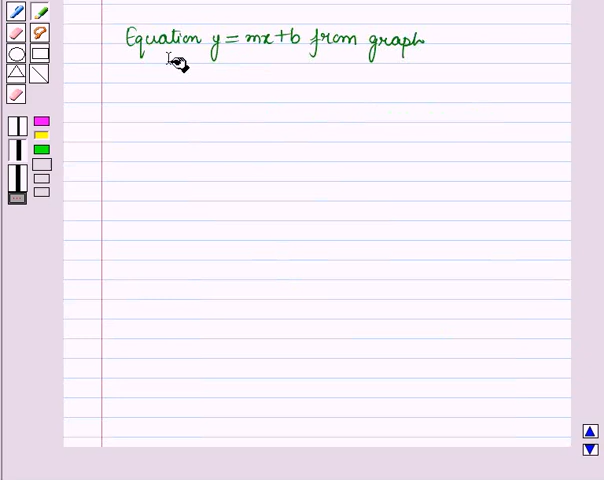 Equation y = mx+b from graph